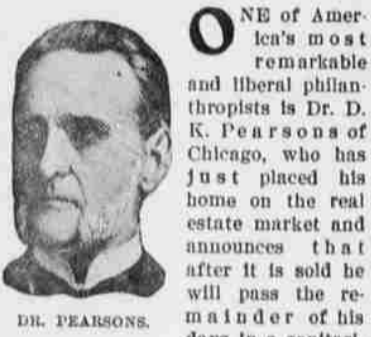 ONE of Amer-
ica's most
remarkable
and liberal philan-
thropists is Dr. D.
K. Pearsons of
Chicago, who has
just placed his
home on the real
estate market and
announces that
after it is sold he
will pass the re-
mainder of his
DR. PEARSONS.